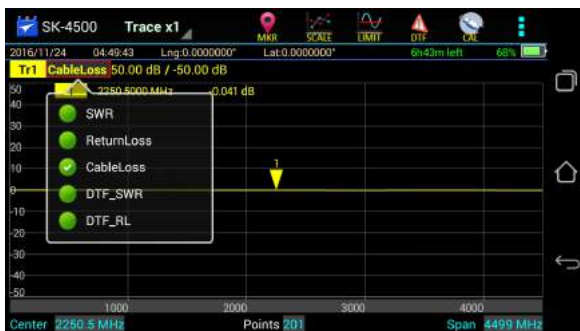 SK-4500 Trace x1 MKR SCALE LIMIT DTF CAL
2016/11/24 04:49:43 Lng:0.0000000° Lat:0.0000000° 6h43m left 68%
Tr1 CableLoss 50.00 dB / -50.00 dB
50 2250.5000 MHz -0.041 dB
40
SWR
30
ReturnLoss
20
CableLoss
10
1
0
DTF_SWR
-10
DTF_RL
-20
-30
-40
-50
1000 2000 3000 4000
Center 2250.5 MHz Points 201 Span 4499 MHz